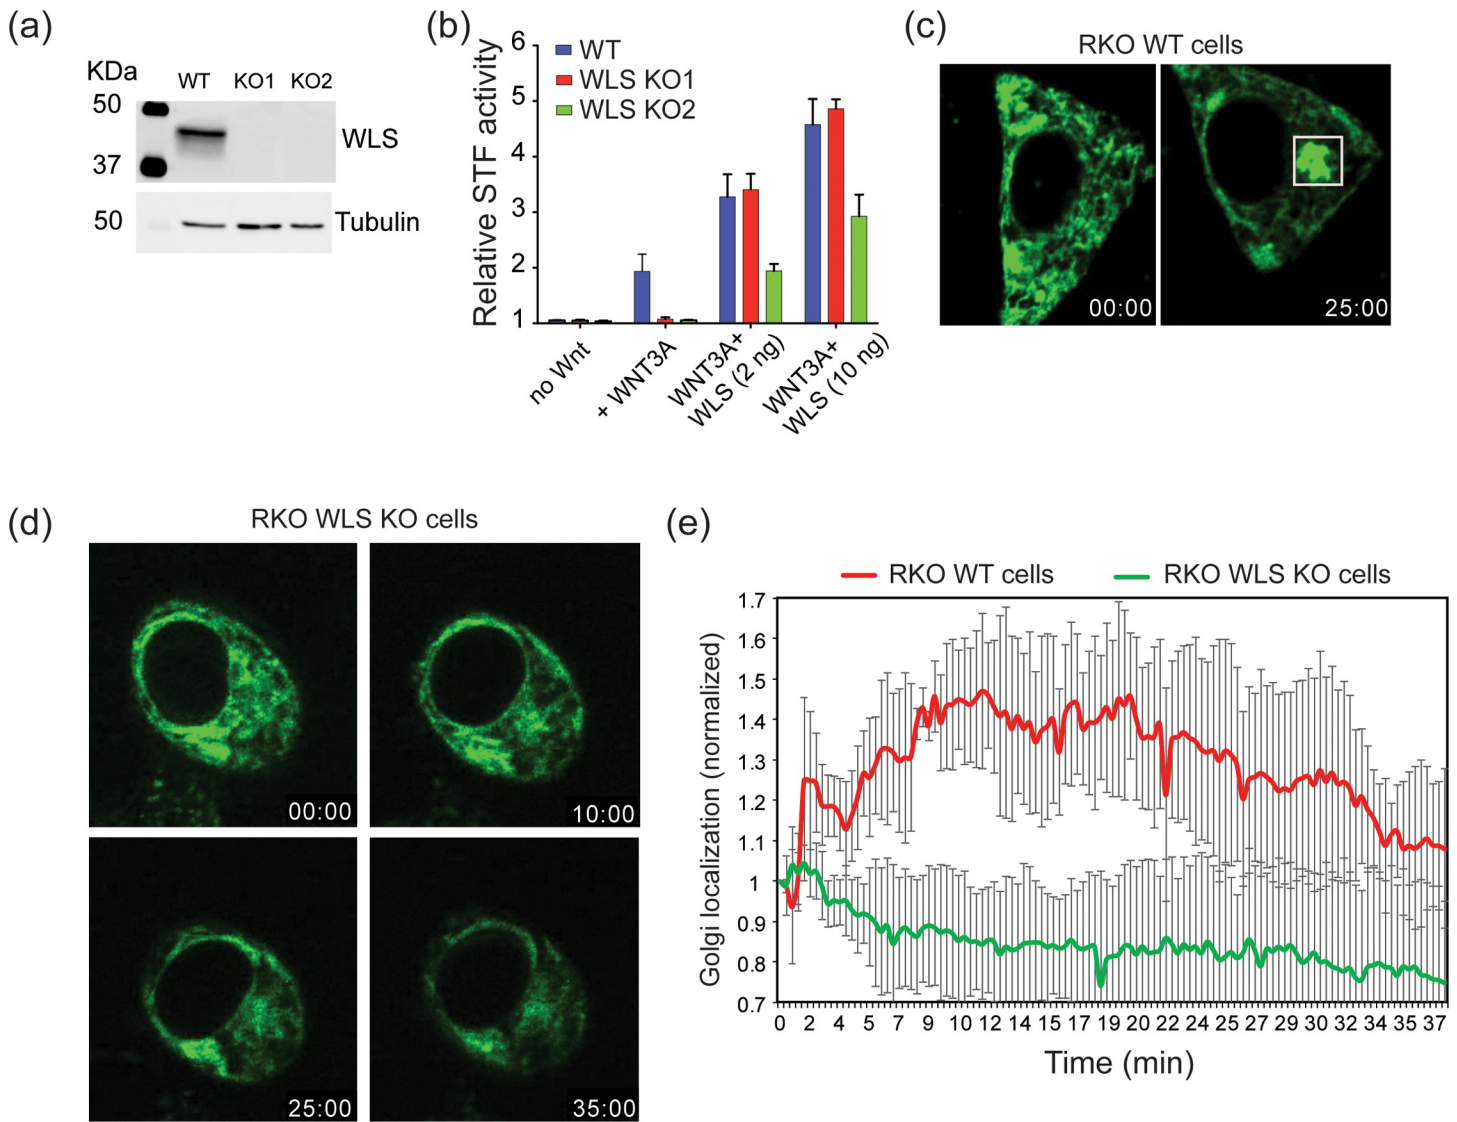 (a)
KDa
WT KO1 KO2
50
WLS
37
50
Tubulin
(b)
Relative STF activity
6
5
4
3
2
1
WT
WLS KO1
WLS KO2
no Wnt
+ WNT3A
WNT3A+
WLS (2 ng)
WNT3A+
WLS (10 ng)
(c)
RKO WT cells
00:00
25:00
(d)
RKO WLS KO cells
00:00
10:00
25:00
35:00
(e)
RKO WT cells
RKO WLS KO cells
Golgi localization (normalized)
1.7
1.6
1.5
1.4
1.3
1.2
1.1
1
0.9
0.8
0.7
0 2 4 5 7 9 10 12 14 15 17 19 20 22 24 25 27 29 30 32 34 35 37
Time (min)